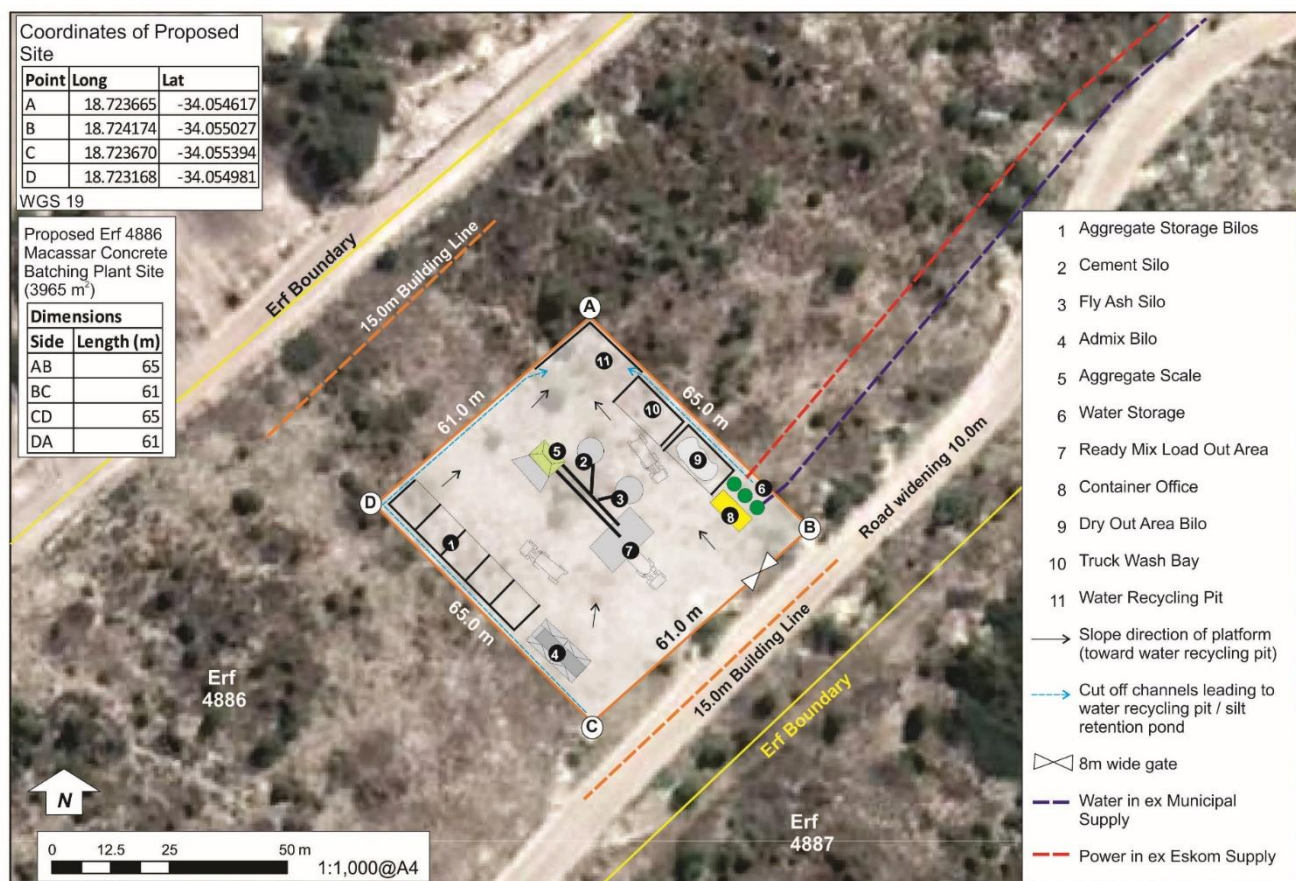 Coordinates of Proposed
Site
Point Long Lat
A 18.723665 -34.054617
B 18.724174 -34.055027
C 18.723670 -34.055394
D 18.723168 -34.054981
WGS 19
Proposed Erf 4886
Macassar Concrete
Batching Plant Site
(3965 m²)
Dimensions
Side Length (m)
AB 65
BC 61
CD 65
DA 61
Erf Boundary
15.0m Building Line
A
11
61.0 m
65.0 m
10
5
2
9
3
6
8
D
B
1
7
4
65.0 m
61.0 m
C
Road widening 10.0m
15.0m Building Line
Erf Boundary
Erf
4886
Erf
4887
N
0 12.5 25 50 m
1:1,000@A4
1 Aggregate Storage Bilos
2 Cement Silo
3 Fly Ash Silo
4 Admix Bilo
5 Aggregate Scale
6 Water Storage
7 Ready Mix Load Out Area
8 Container Office
9 Dry Out Area Bilo
10 Truck Wash Bay
11 Water Recycling Pit
Slope direction of platform
(toward water recycling pit)
Cut off channels leading to
water recycling pit / silt
retention pond
8m wide gate
Water in ex Municipal
Supply
Power in ex Eskom Supply